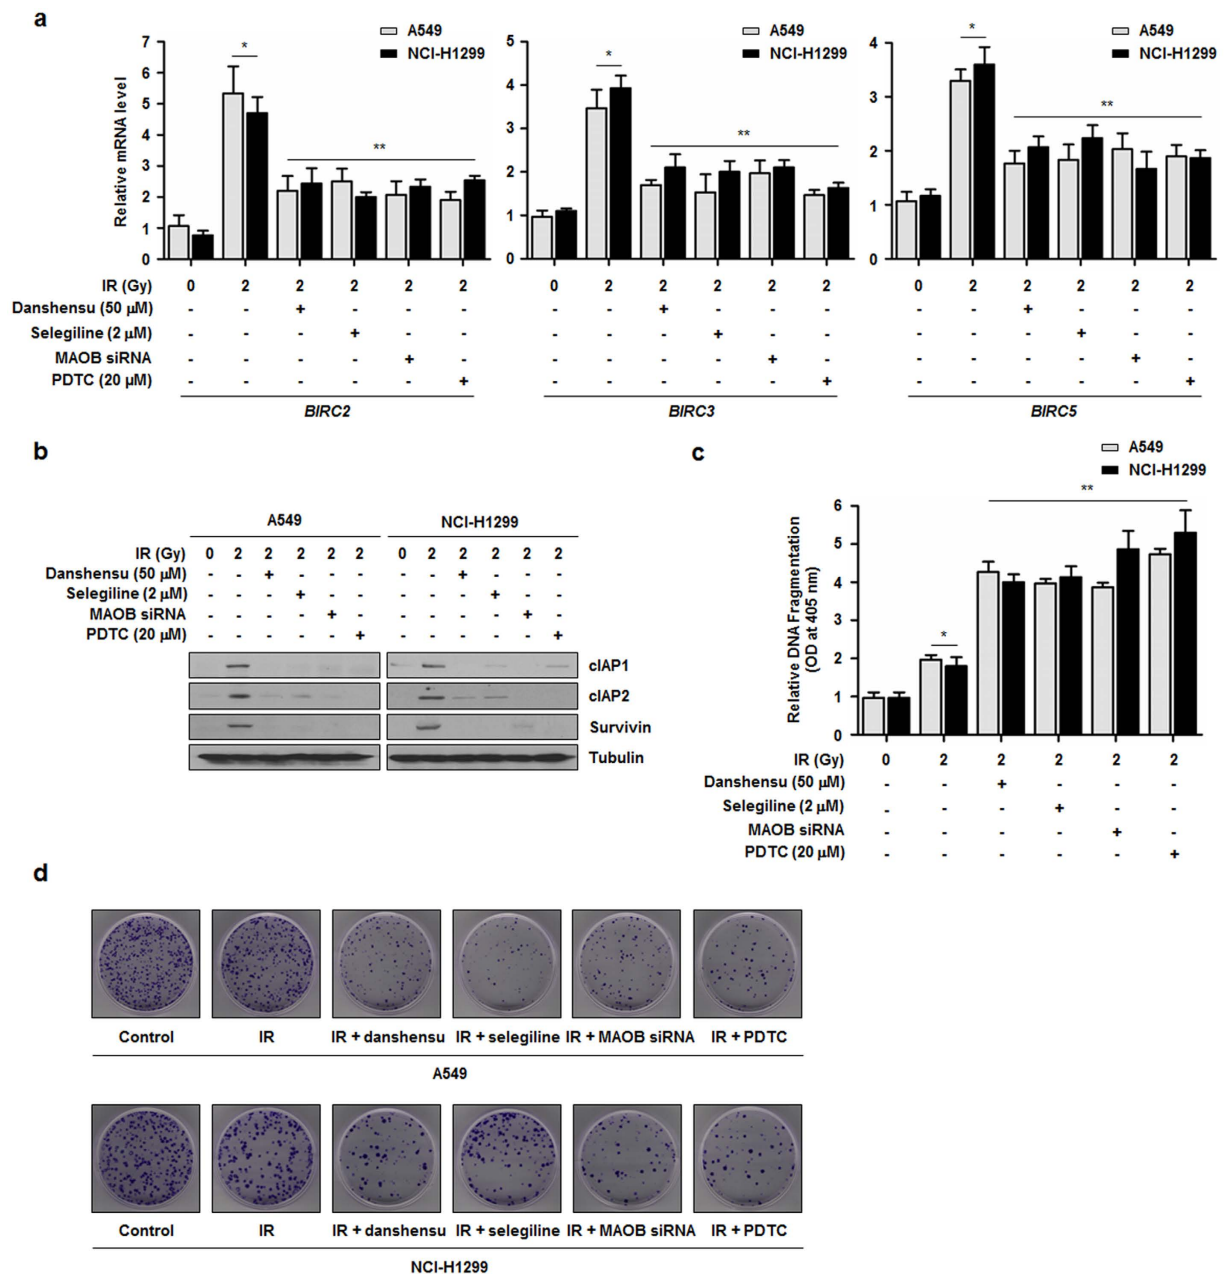 a
A549
NCI-H1299
A549
NCI-H1299
A549
NCI-H1299
Relative mRNA level
7
6
5
4
3
2
1
0
*
**
5
4
3
2
1
0
*
**
4
3
2
1
0
*
**
IR (Gy) 0 2 2 2 2 2 0 2 2 2 2 2 0 2 2 2 2 2
Danshensu (50 µM) - - + - - - - - + - - - - - + - - -
Selegiline (2 µM) - - - + - - - - - + - - - - - + - -
MAOB siRNA - - - - + - - - - - + - - - - - + -
PDTC (20 µM) - - - - - + - - - - - + - - - - - +
BIRC2 BIRC3 BIRC5
b
A549 NCI-H1299
IR (Gy) 0 2 2 2 2 2 0 2 2 2 2 2
Danshensu (50 µM) - - + - - - - - + - - -
Selegiline (2 µM) - - - + - - - - - + - -
MAOB siRNA - - - - + - - - - - + -
PDTC (20 µM) - - - - - + - - - - - +
cIAP1
cIAP2
Survivin
Tubulin
c
A549
NCI-H1299
Relative DNA Fragmentation
(OD at 405 nm)
6
5
4
3
2
1
0
*
**
IR (Gy) 0 2 2 2 2 2
Danshensu (50 µM) - - + - - -
Selegiline (2 µM) - - - + - -
MAOB siRNA - - - - + -
PDTC (20 µM) - - - - - +
d
Control IR IR + danshensu IR + selegiline IR + MAOB siRNA IR + PDTC
A549
Control IR IR + danshensu IR + selegiline IR + MAOB siRNA IR + PDTC
NCI-H1299